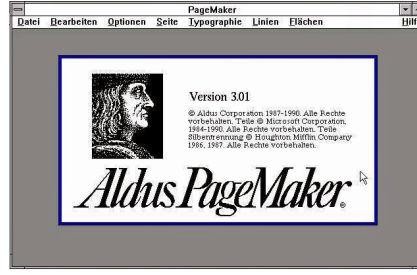 PageMaker
Datei Bearbeiten Optionen Seite Typographie Linien Flächen Hilf
Version 3.01
© Aldus Corporation 1987-1990. Alle Rechte
vorbehalten. Teile © Microsoft Corporation,
1984-1990. Alle Rechte vorbehalten. Teile
Silbentrennung © Houghton Mifflin Company
1986, 1987. Alle Rechte vorbehalten.
Aldus PageMaker®